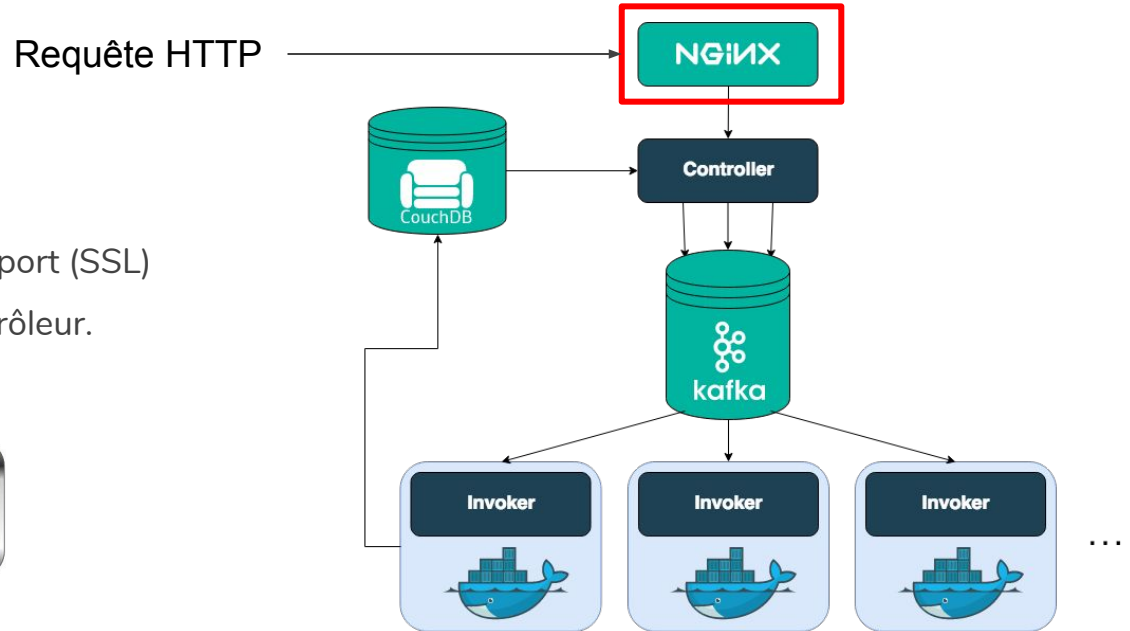 Requête HTTP
NGINX
Controller
CouchDB
port (SSL)
rôleur.
kafka
Invoker
Invoker
Invoker
...